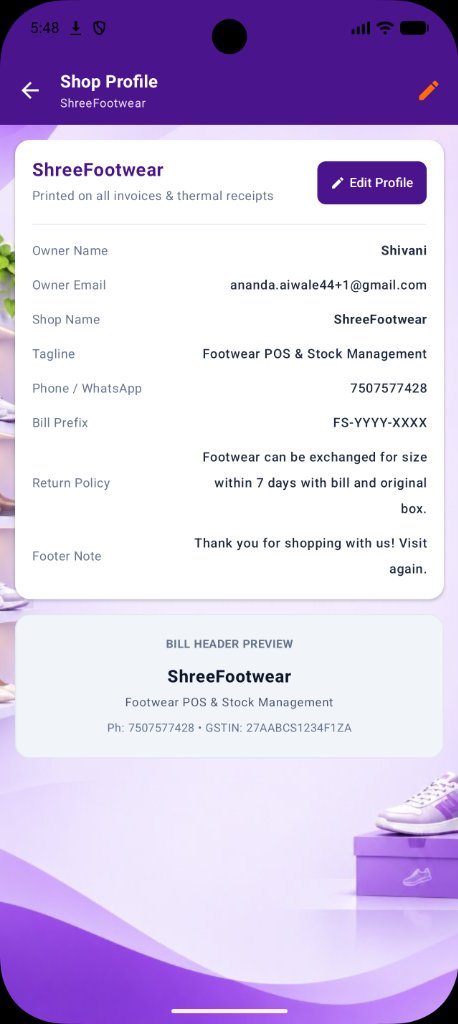 5:48
Shop Profile
ShreeFootwear
ShreeFootwear
Printed on all invoices & thermal receipts
Edit Profile
Owner Name
Shivani
Owner Email
ananda.aiwale44+1@gmail.com
Shop Name
ShreeFootwear
Tagline
Footwear POS & Stock Management
Phone / WhatsApp
7507577428
Bill Prefix
FS-YYYY-XXXX
Return Policy
Footwear can be exchanged for size
within 7 days with bill and original
box.
Footer Note
Thank you for shopping with us! Visit
again.
BILL HEADER PREVIEW
ShreeFootwear
Footwear POS & Stock Management
Ph: 7507577428 • GSTIN: 27AABCS1234F1ZA